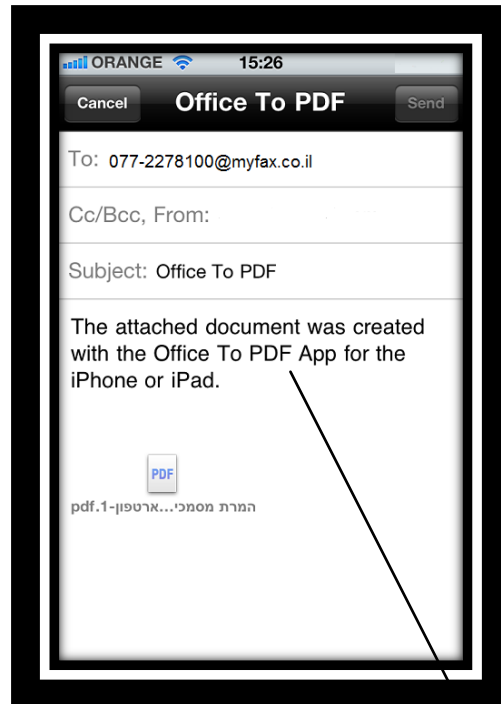 ORANGE 15:26
Cancel Office To PDF Send
To: 077-2278100@myfax.co.il
Cc/Bcc, From:
Subject: Office To PDF
The attached document was created
with the Office To PDF App for the
iPhone or iPad.
PDF
המרת מסמכי...ארטפון-1.pdf